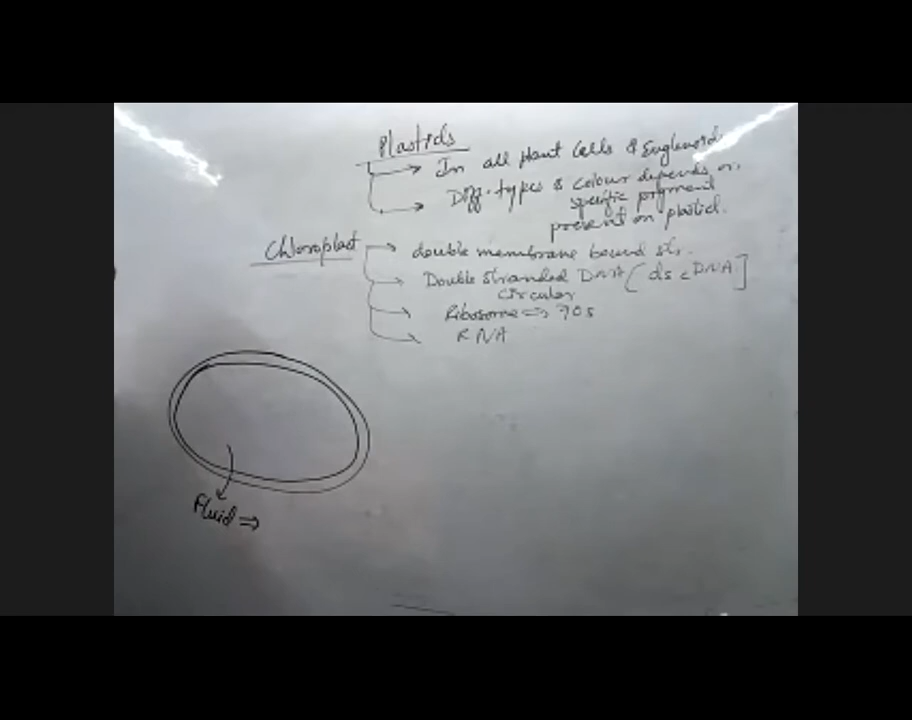 Plastids
→ In all plant cells & Euglenoid
→ Diff. types & colour depends on
specific pigment
present on plastid.
Chloroplast → double membrane bound str.
→ Double stranded DNA [ds c DNA]
circular
→ Ribosome => 70s
→ RNA
Fluid ⇒